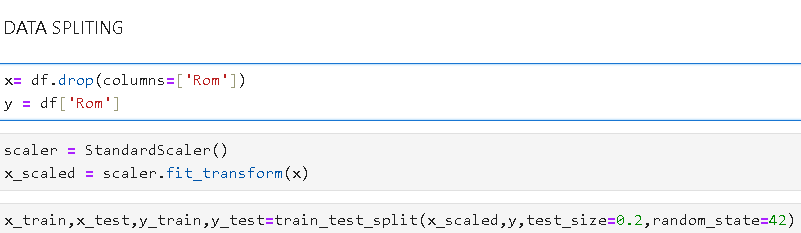 DATA SPLITING
x= df.drop(columns=['Rom'])
y = df['Rom']
scaler = StandardScaler()
x_scaled = scaler.fit_transform(x)
x_train,x_test,y_train,y_test=train_test_split(x_scaled,y,test_size=0.2,random_state=42)